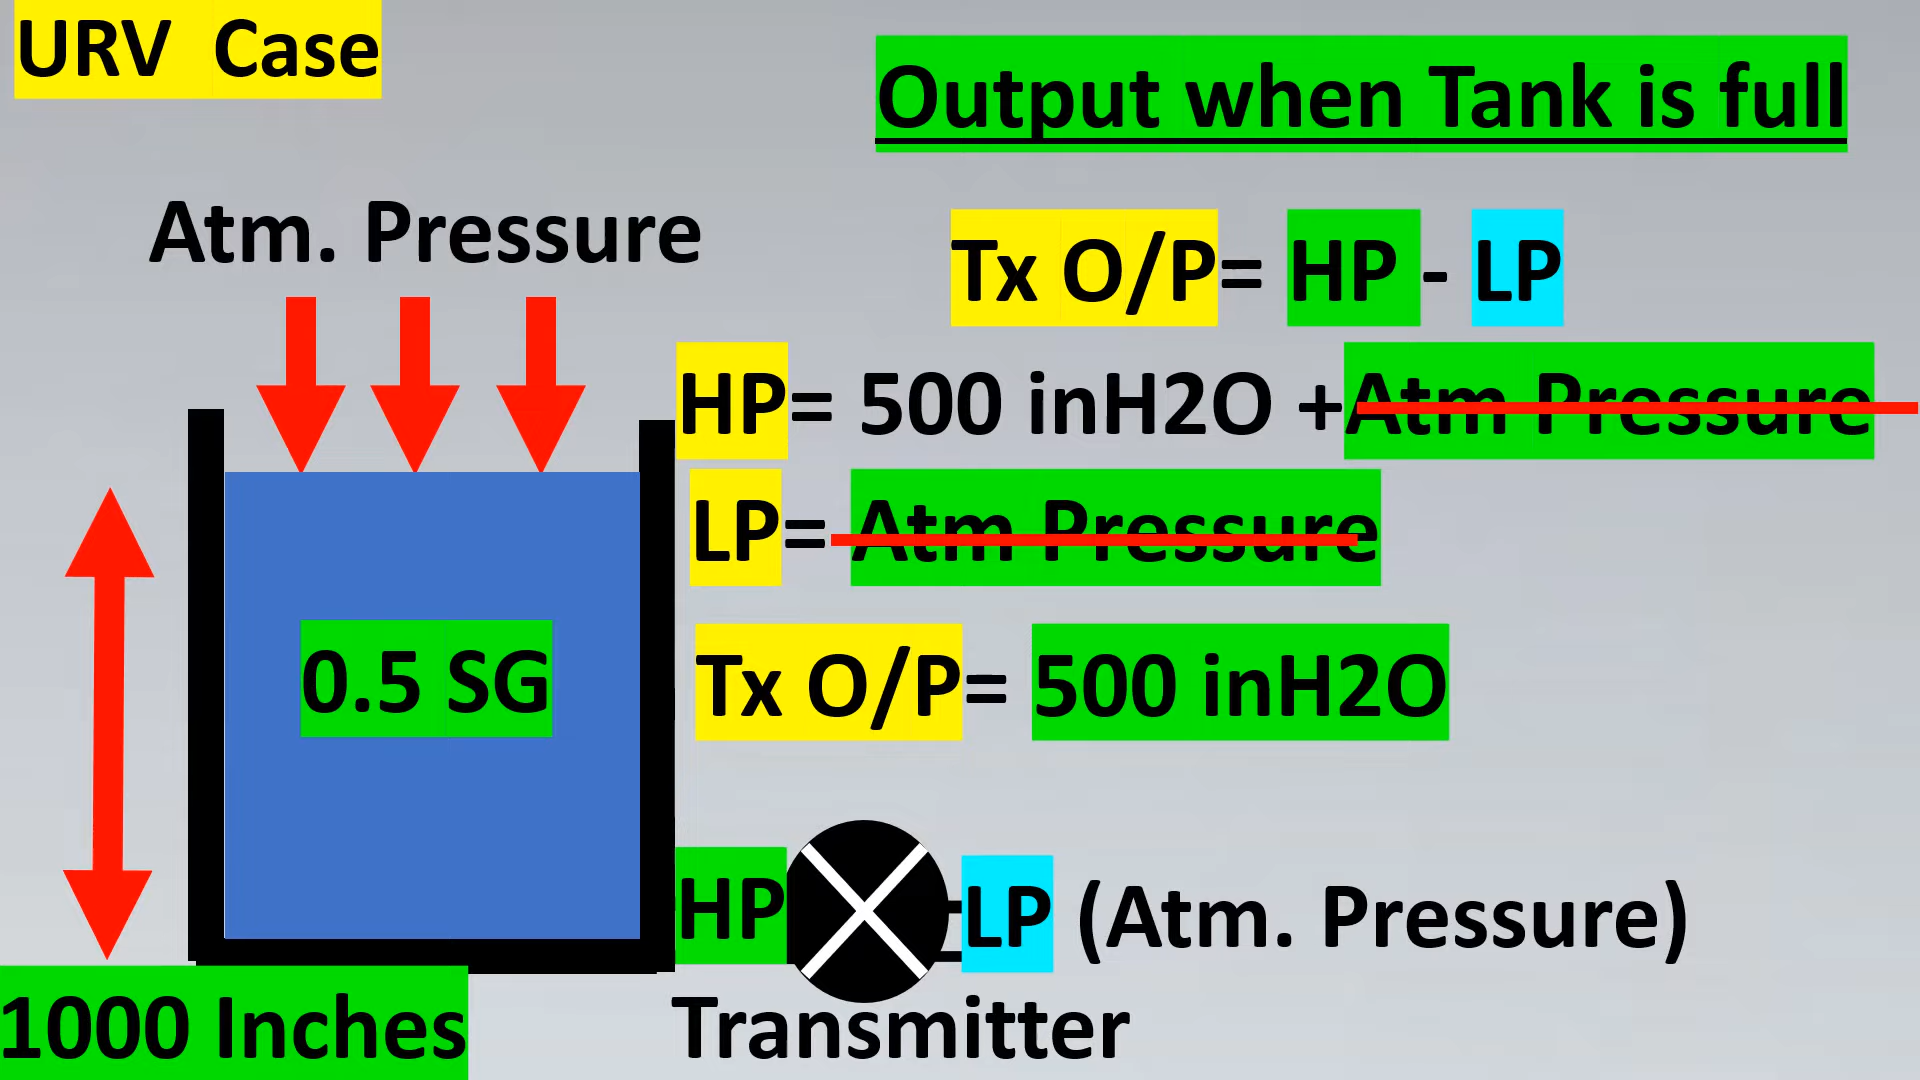 URV Case
Output when Tank is full
Atm. Pressure
Tx O/P= HP - LP
HP= 500 inH2O +Atm Pressure
LP= Atm Pressure
0.5 SG
Tx O/P= 500 inH2O
HP LP (Atm. Pressure)
1000 Inches
Transmitter